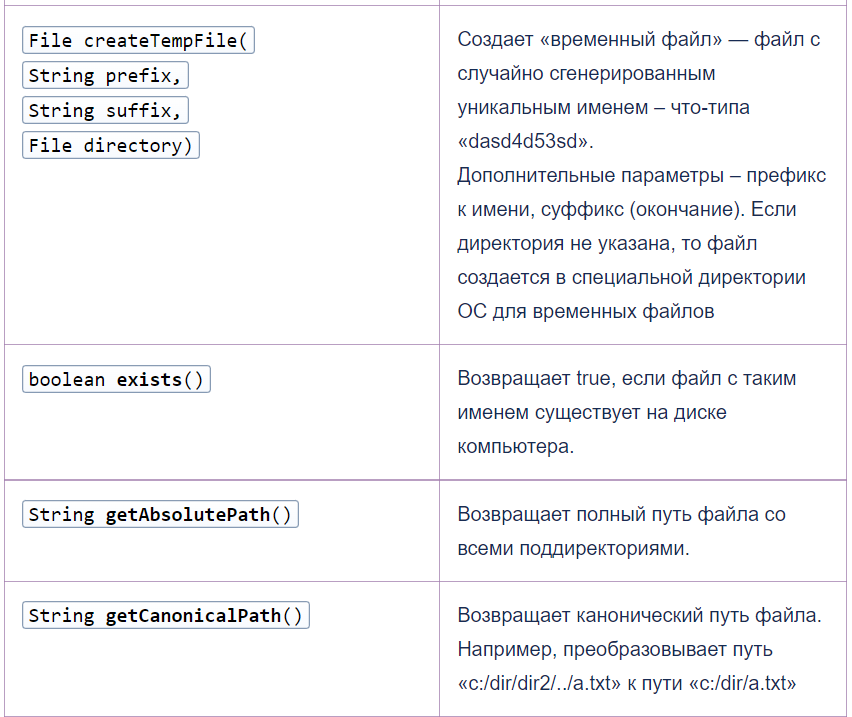 File createTempFile(
String prefix,
String suffix,
File directory)
Создает «временный файл» — файл с
случайно сгенерированным
уникальным именем – что-типа
«dasd4d53sd».
Дополнительные параметры – префикс
к имени, суффикс (окончание). Если
директория не указана, то файл
создается в специальной директории
ОС для временных файлов
boolean exists()
Возвращает true, если файл с таким
именем существует на диске
компьютера.
String getAbsolutePath()
Возвращает полный путь файла со
всеми поддиректориями.
String getCanonicalPath()
Возвращает канонический путь файла.
Например, преобразовывает путь
«c:/dir/dir2/../a.txt» к пути «c:/dir/a.txt»